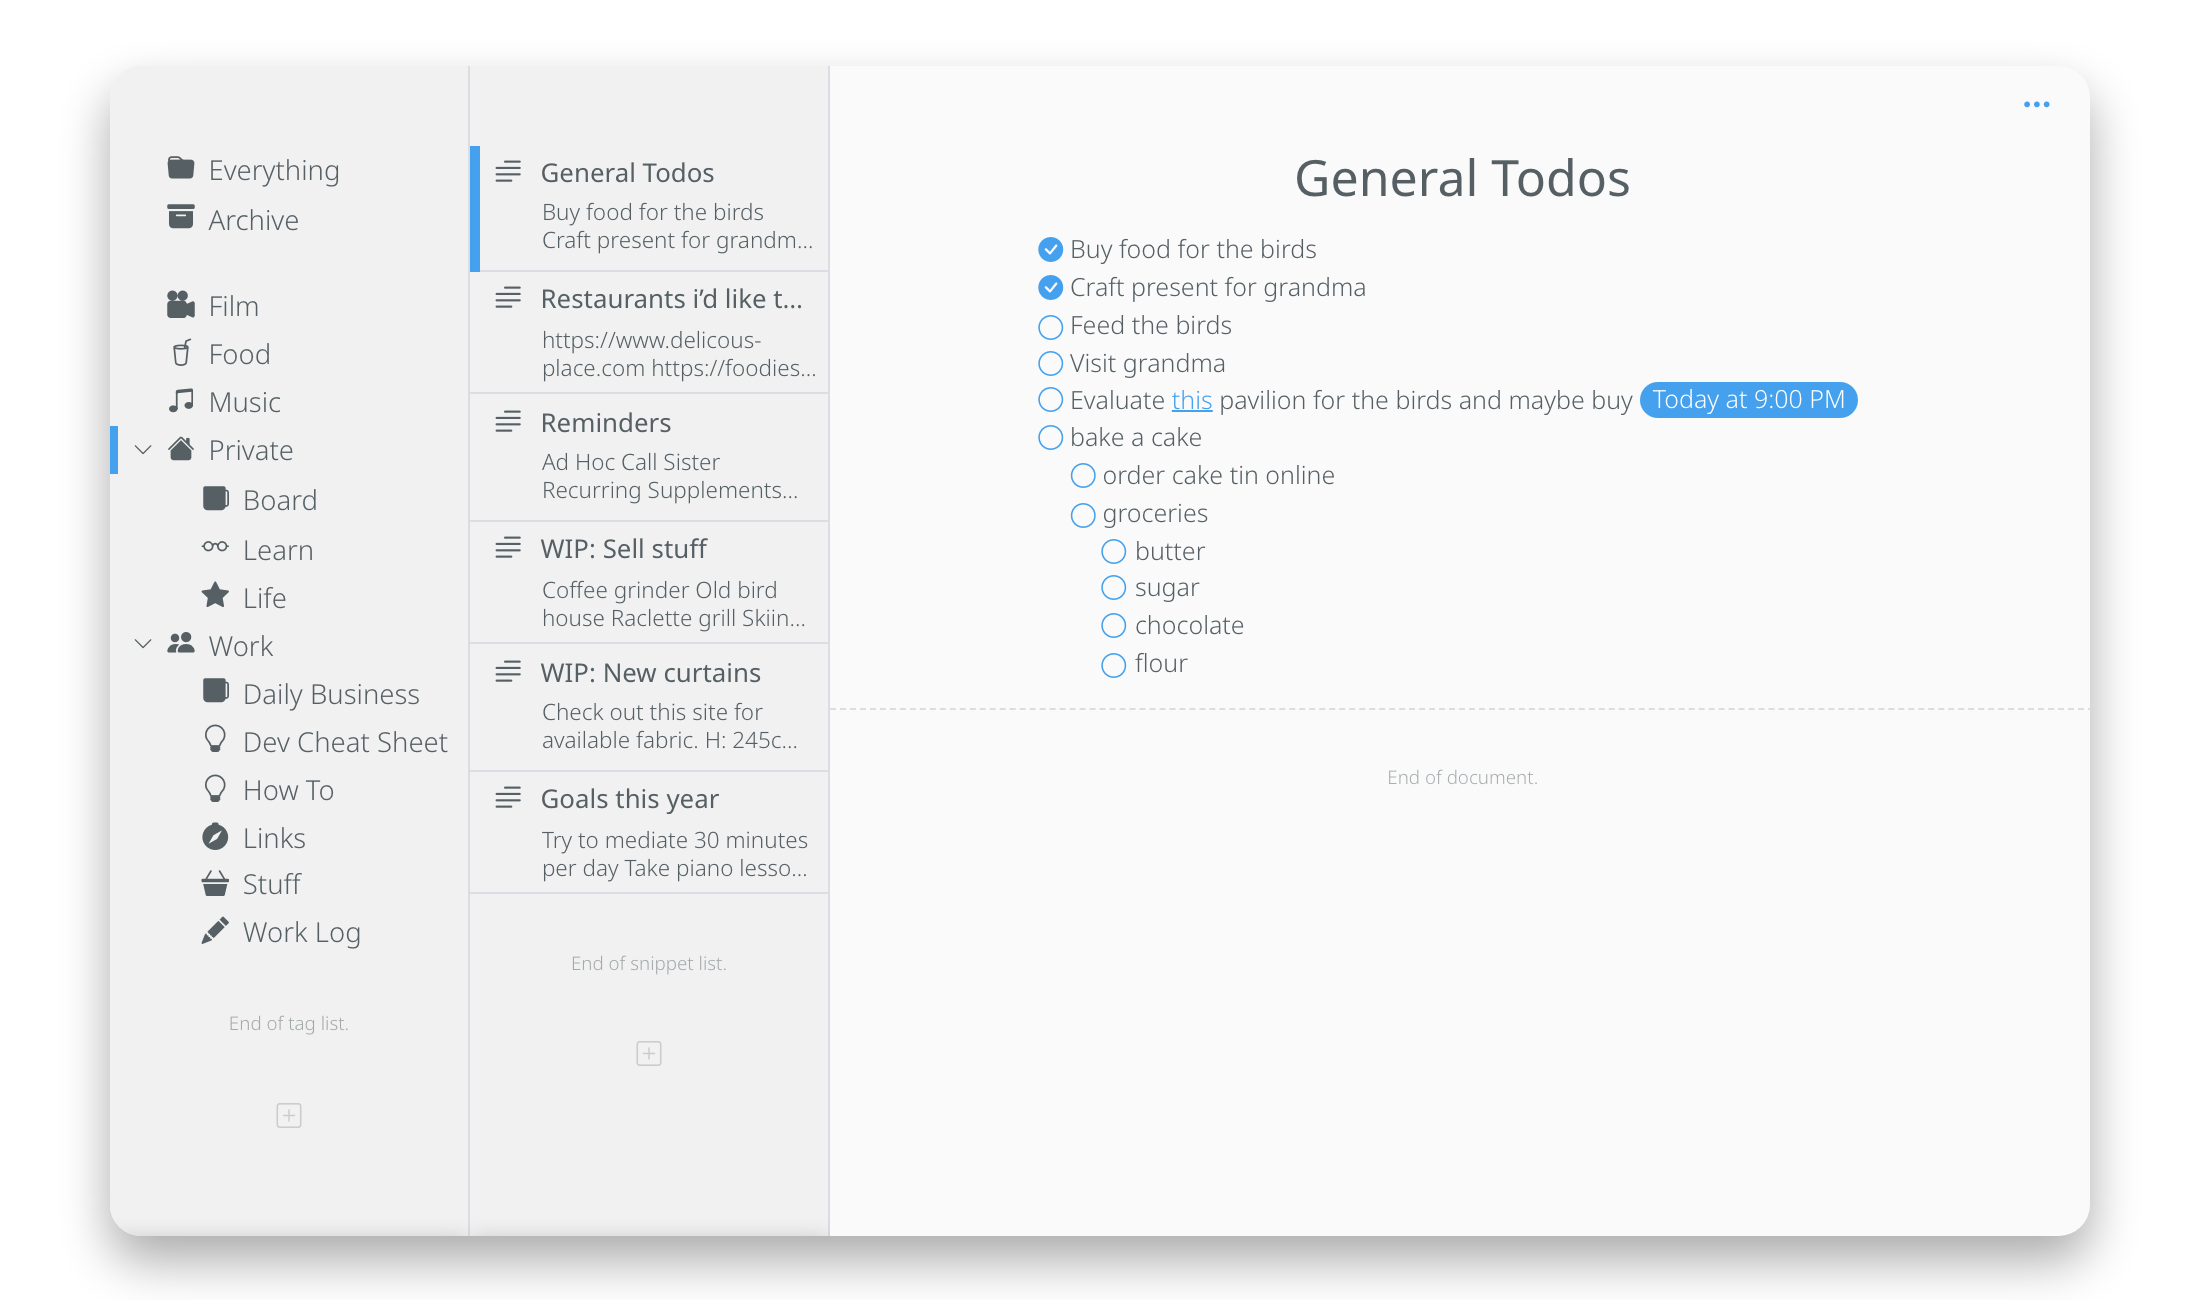 Everything
Archive
Film
Food
Music
Private
Board
Learn
Life
Work
Daily Business
Dev Cheat Sheet
How To
Links
Stuff
Work Log
End of tag list.
General Todos
Buy food for the birds
Craft present for grandm...
Restaurants i'd like t...
https://www.delicous-
place.com https://foodies...
Reminders
Ad Hoc Call Sister
Recurring Supplements...
WIP: Sell stuff
Coffee grinder Old bird
house Raclette grill Skiin...
WIP: New curtains
Check out this site for
available fabric. H: 245c...
Goals this year
Try to mediate 30 minutes
per day Take piano lesso...
End of snippet list.
General Todos
Buy food for the birds
Craft present for grandma
Feed the birds
Visit grandma
Evaluate this pavilion for the birds and maybe buy Today at 9:00 PM
bake a cake
order cake tin online
groceries
butter
sugar
chocolate
flour
End of document.